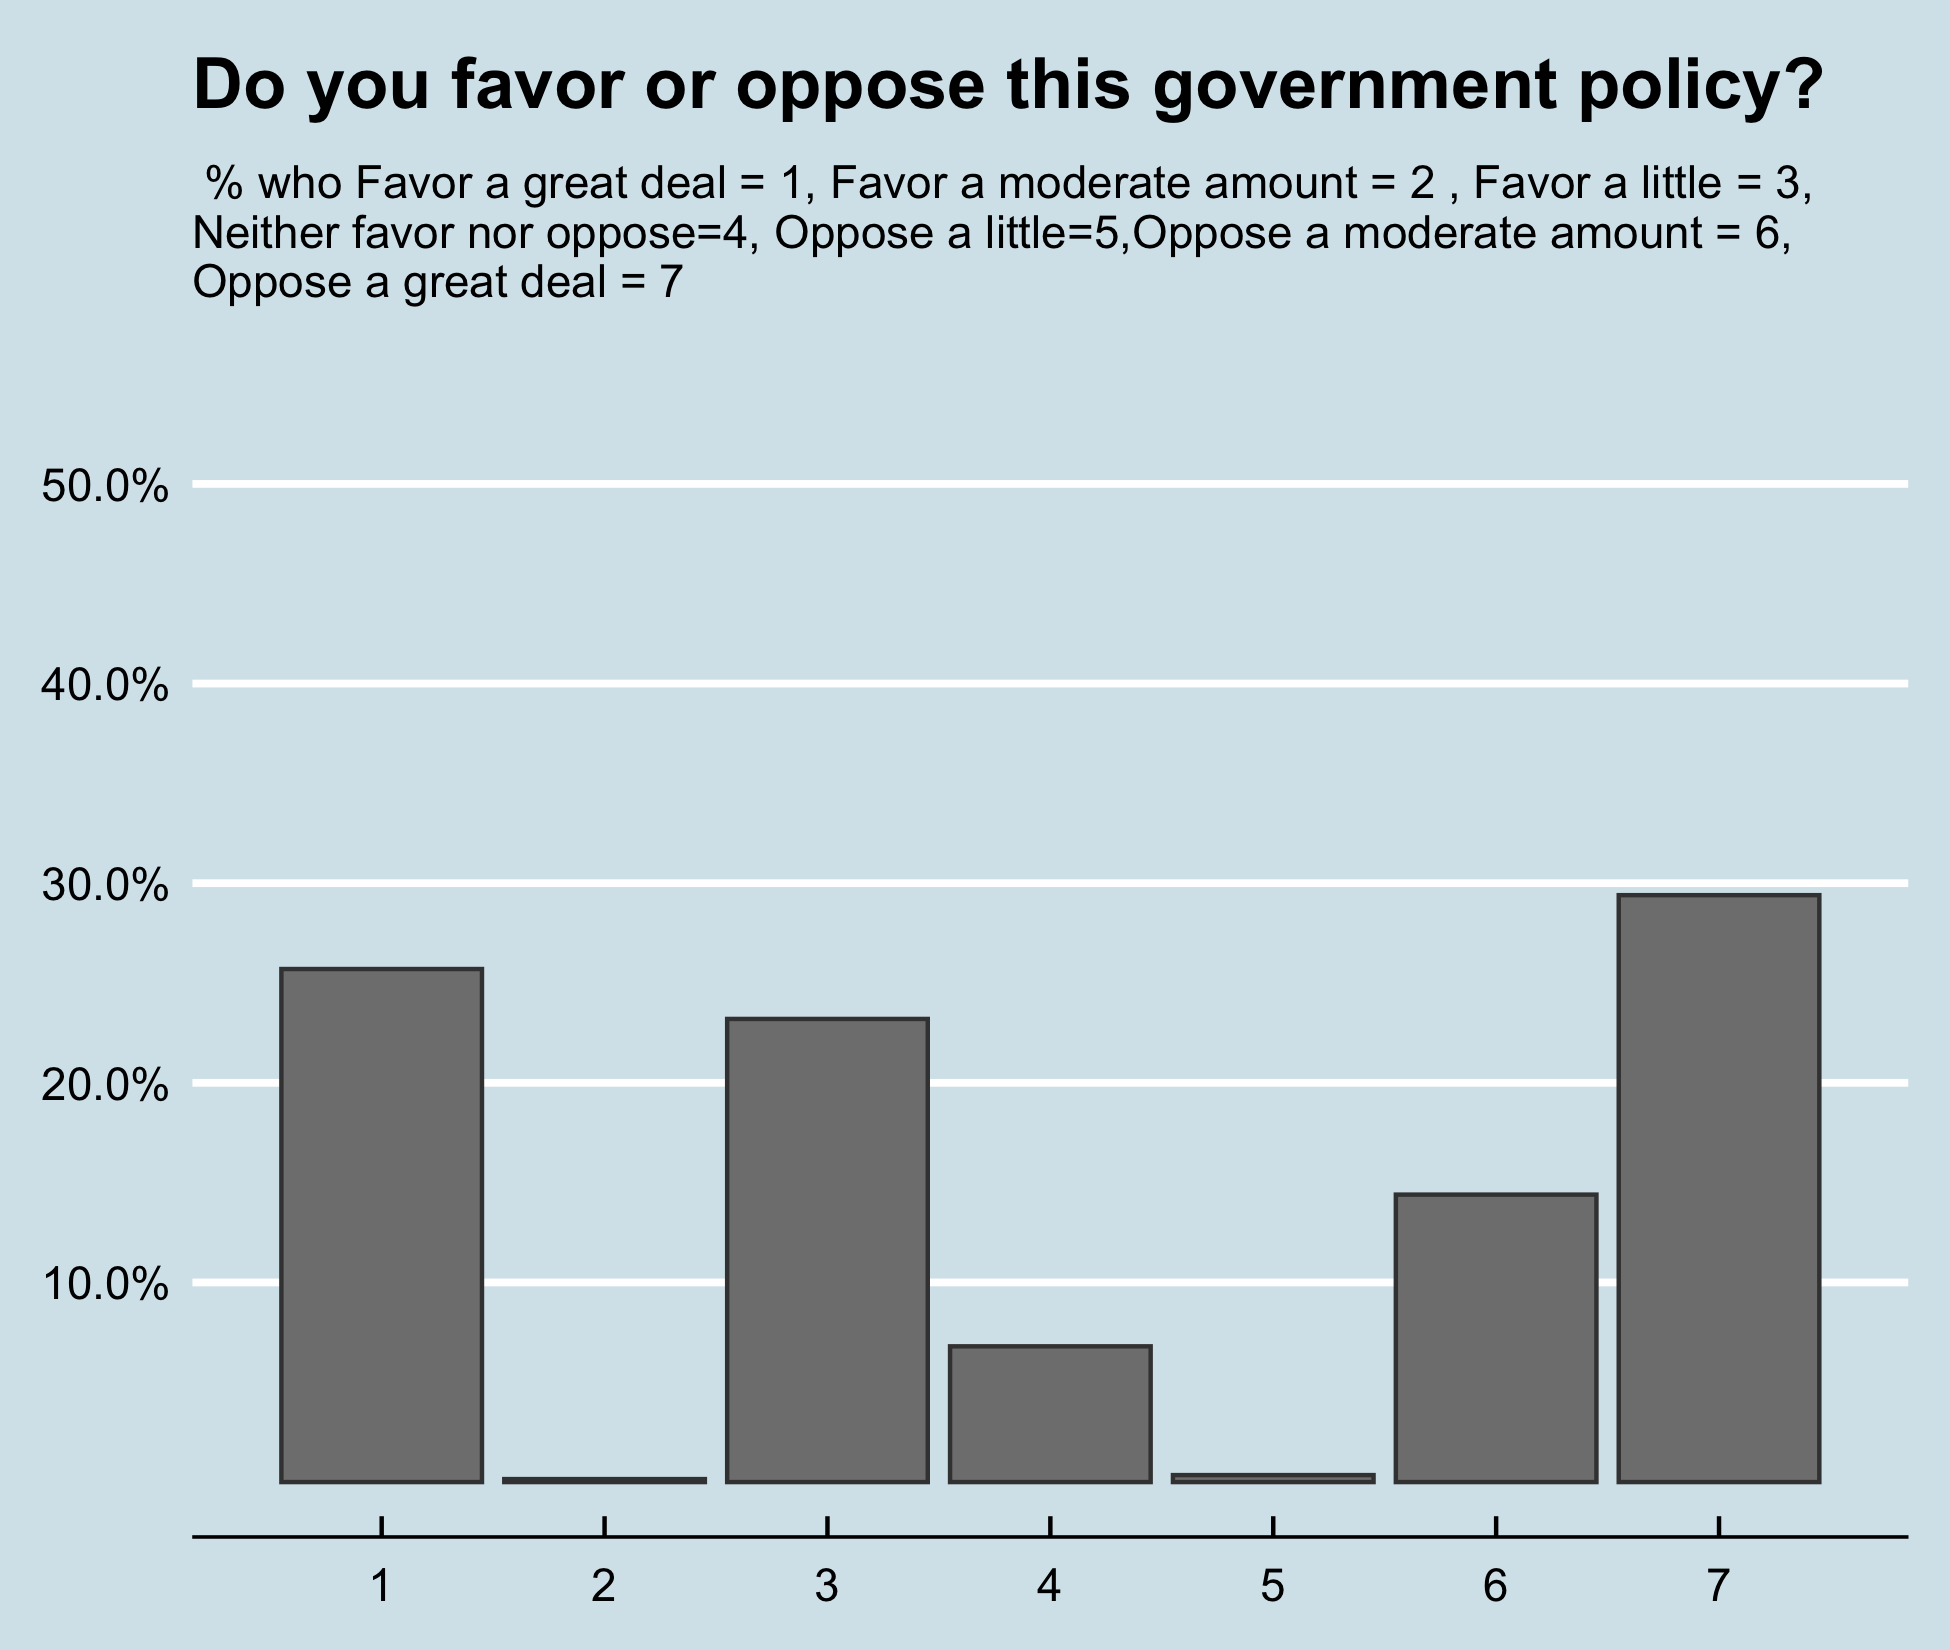 Do you favor or oppose this government policy?
% who Favor a great deal = 1, Favor a moderate amount = 2 , Favor a little = 3,
Neither favor nor oppose=4, Oppose a little=5,Oppose a moderate amount = 6,
Oppose a great deal = 7
50.0%
40.0%
30.0%
20.0%
10.0%
1 2 3 4 5 6 7